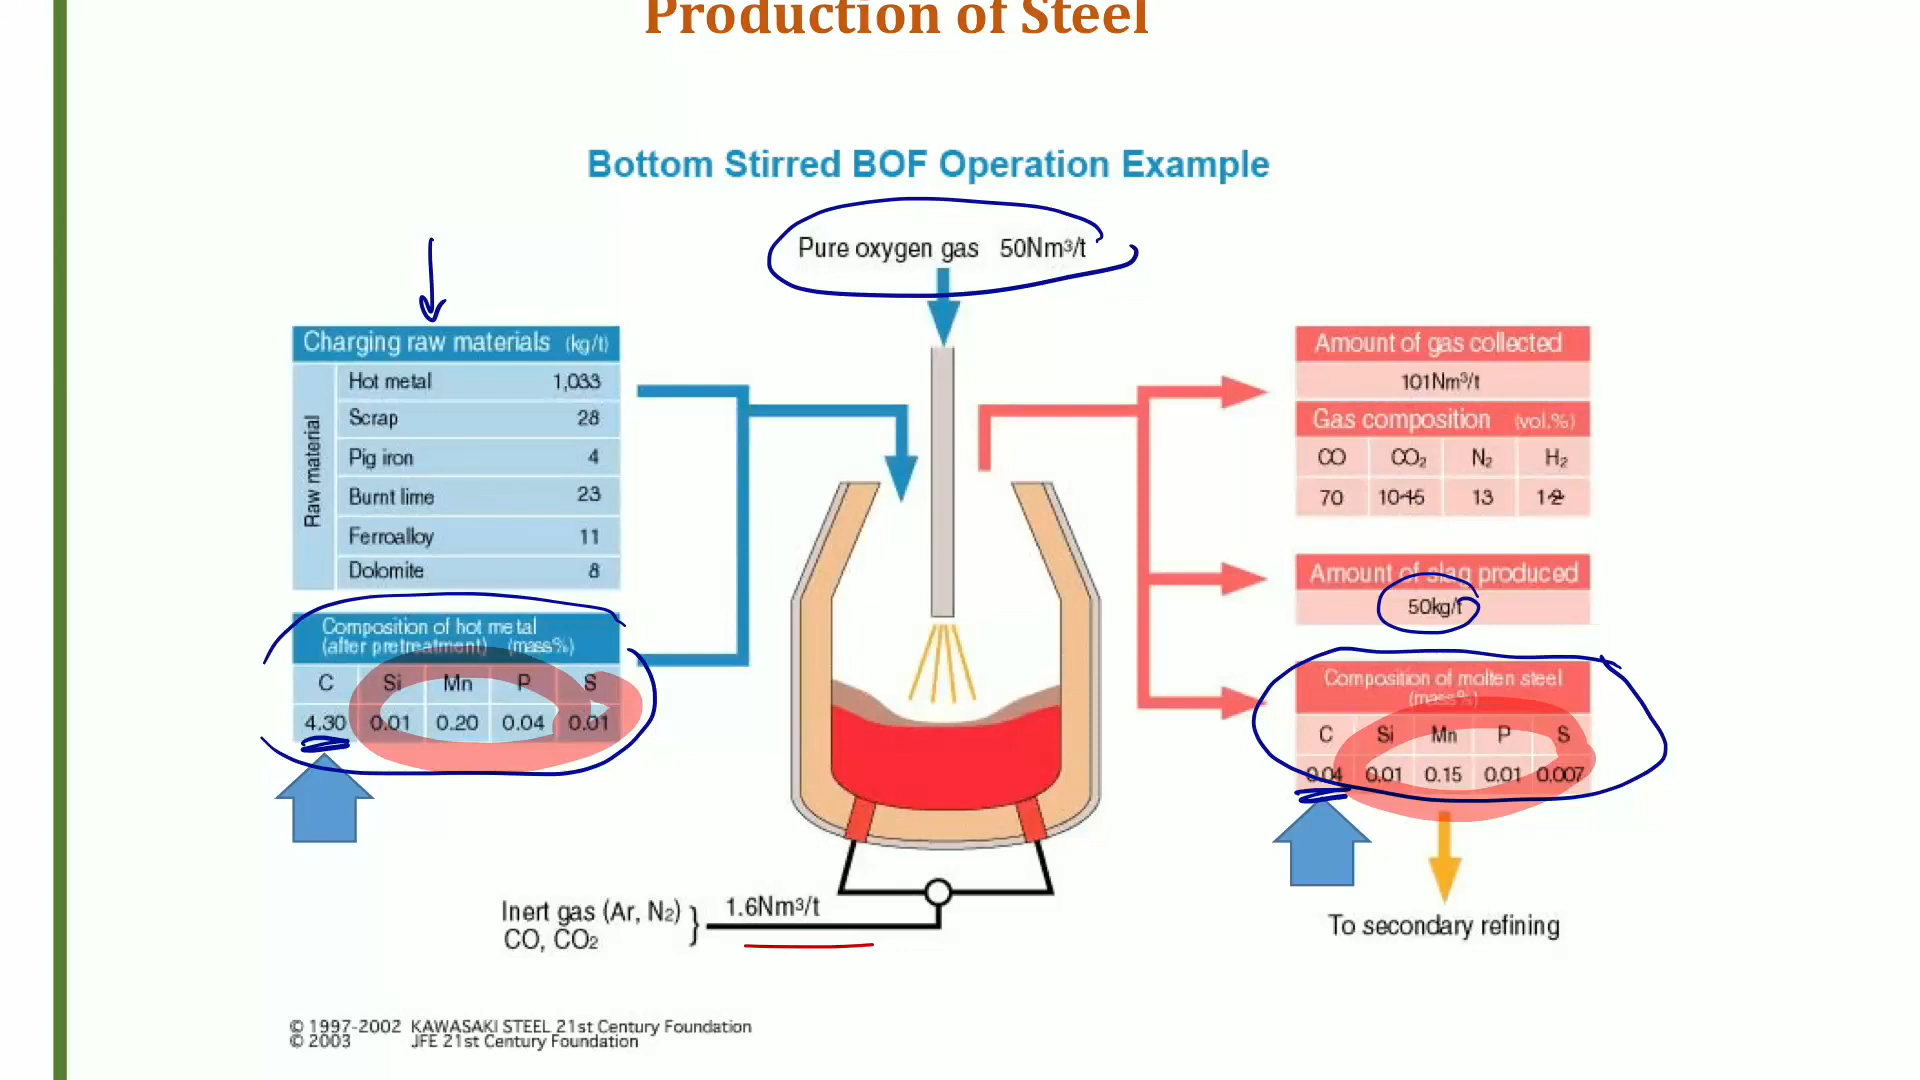 Production of Steel
Bottom Stirred BOF Operation Example
Pure oxygen gas 50Nm³/t
Charging raw materials (kg/t)
Raw material
Hot metal 1,033
Scrap 28
Pig iron 4
Burnt lime 23
Ferroalloy 11
Dolomite 8
Composition of hot metal
(after pretreatment) (mass%)
C Si Mn P S
4.30 0.01 0.20 0.04 0.01
Inert gas (Ar, N₂)
CO, CO₂
1.6Nm³/t
Amount of gas collected
101Nm³/t
Gas composition (vol.%)
CO CO₂ N₂ H₂
70 10-15 13 1-2
Amount of slag produced
50kg/t
Composition of molten steel
(mass%)
C Si Mn P S
0.04 0.01 0.15 0.01 0.007
To secondary refining
© 1997-2002 KAWASAKI STEEL 21st Century Foundation
© 2003 JFE 21st Century Foundation